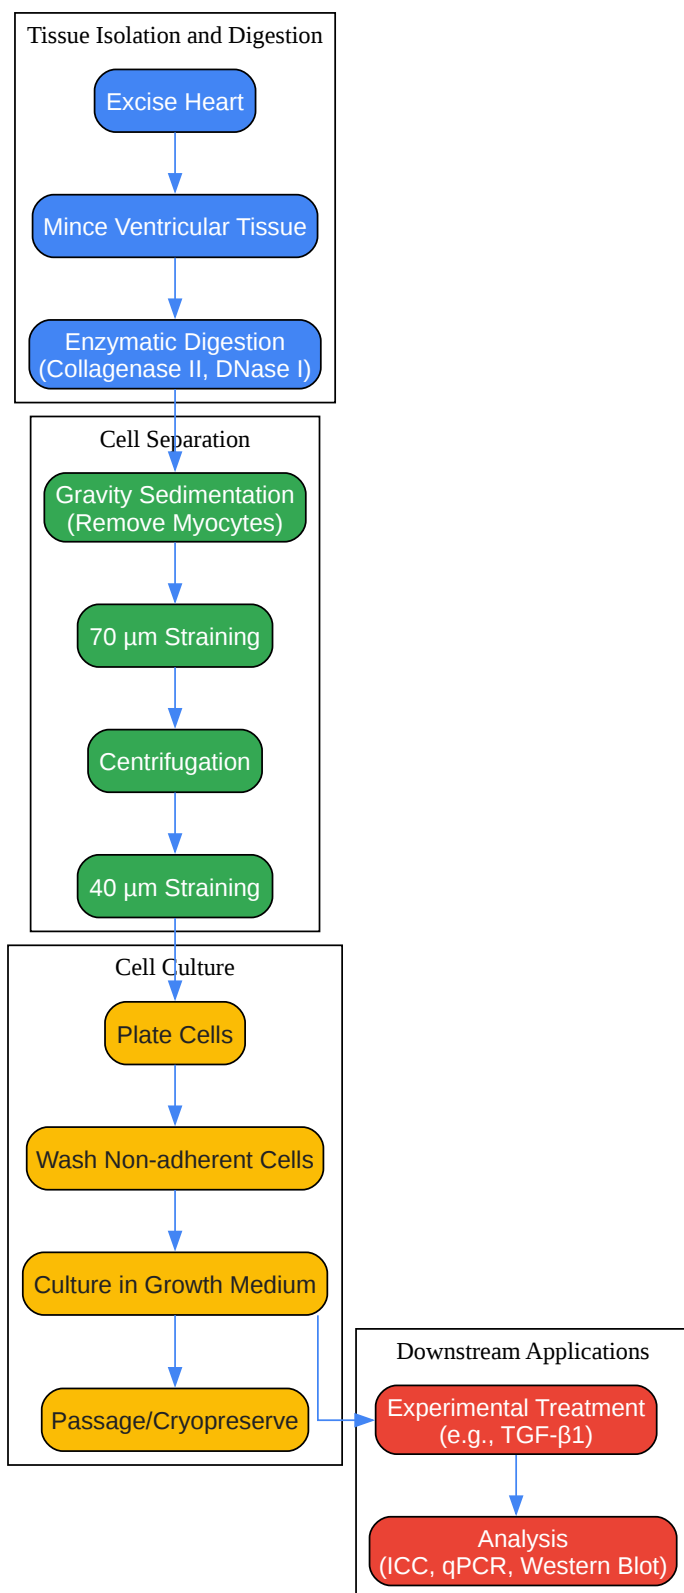 Tissue Isolation and Digestion
Excise Heart
Mince Ventricular Tissue
Enzymatic Digestion
(Collagenase II, DNase I)
Cell Separation
Gravity Sedimentation
(Remove Myocytes)
70 µm Straining
Centrifugation
40 µm Straining
Cell Culture
Plate Cells
Wash Non-adherent Cells
Culture in Growth Medium
Passage/Cryopreserve
Downstream Applications
Experimental Treatment
(e.g., TGF-β1)
Analysis
(ICC, qPCR, Western Blot)